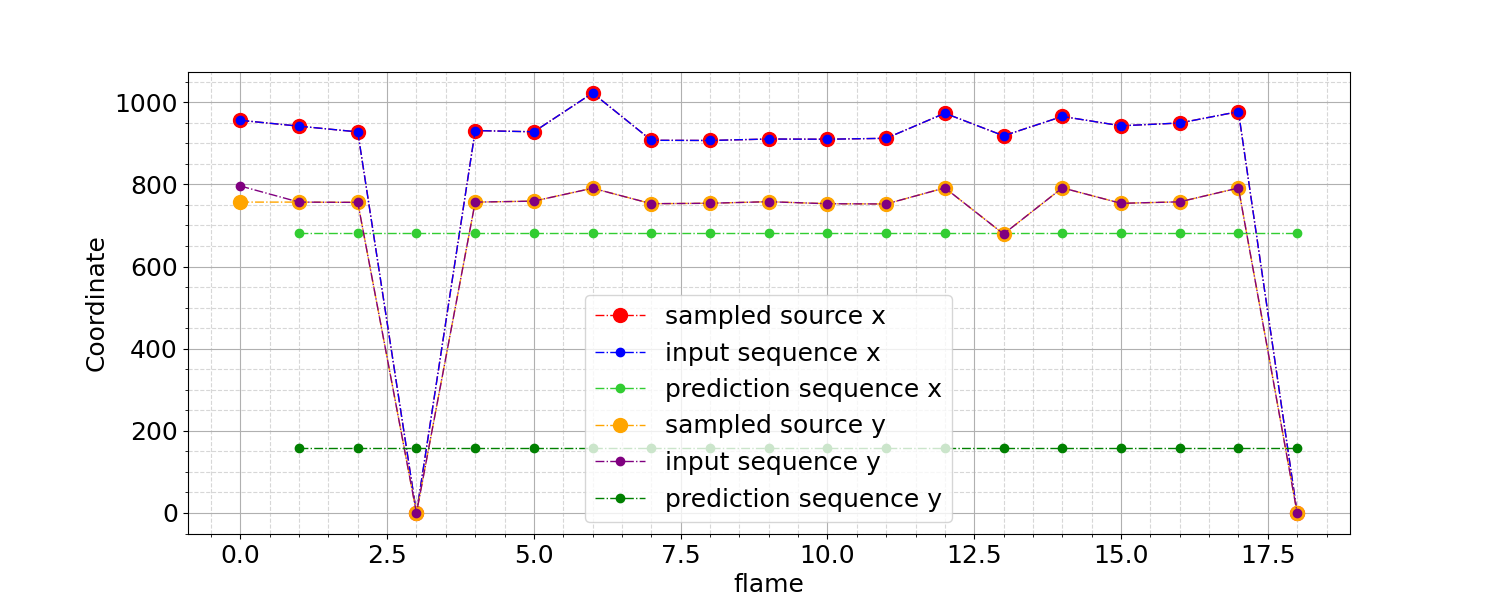 1000
800
600
400
200
0
Coordinate
sampled source x
input sequence x
prediction sequence x
sampled source y
input sequence y
prediction sequence y
0.0 2.5 5.0 7.5 10.0 12.5 15.0 17.5
flame